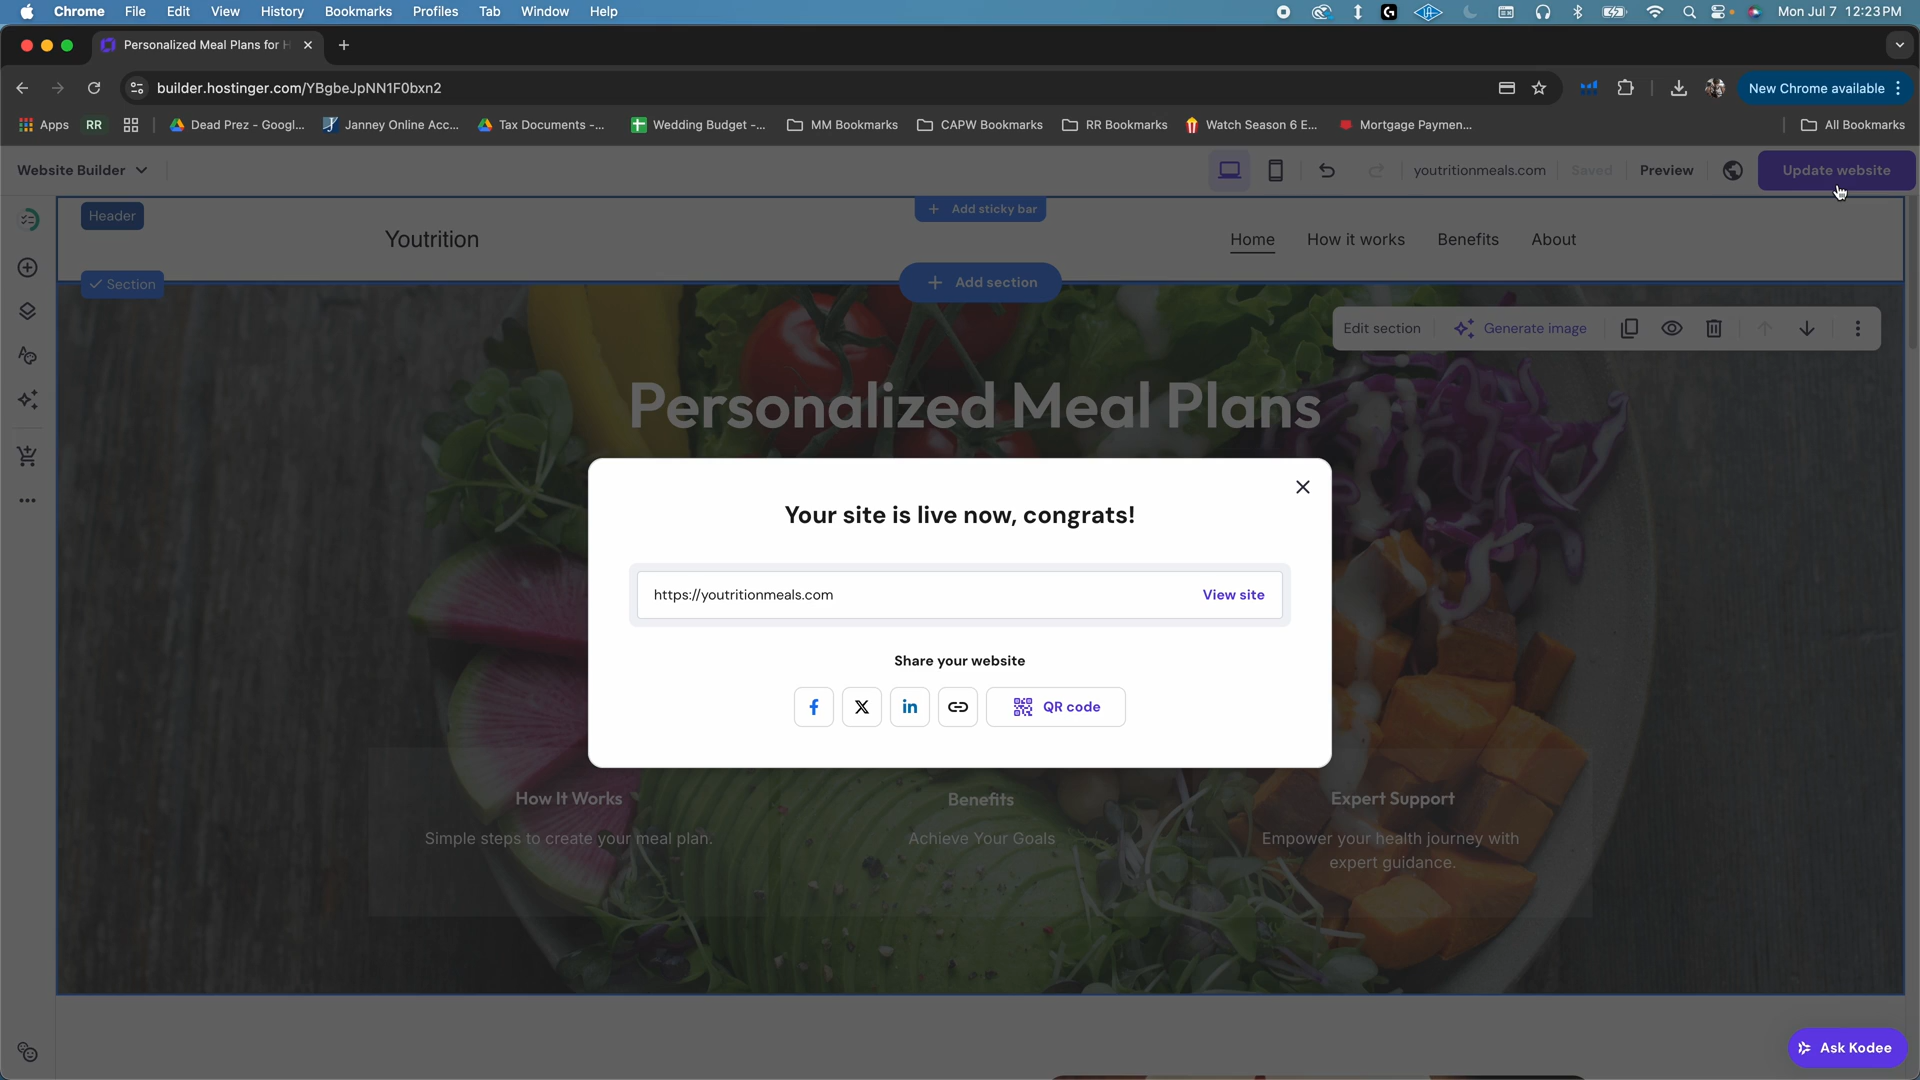 Chrome File Edit View History Bookmarks Profiles Tab Window Help Mon Jul 7 12:23 PM
Personalized Meal Plans for H
builder.hostinger.com/YBgbeJpNN1F0bxn2 New Chrome available
Apps RR Dead Prez - Googl... Janney Online Acc... Tax Documents -... Wedding Budget -... MM Bookmarks CAPW Bookmarks RR Bookmarks Watch Season 6 E... Mortgage Paymen... All Bookmarks
Website Builder youtritionmeals.com Saved Preview Update website
Header Add sticky bar
Youtrition Home How it works Benefits About
Section Add section
Edit section Generate image
Personalized Meal Plans
Your site is live now, congrats!
https://youtritionmeals.com View site
Share your website
f X in QR code
How It Works Benefits Expert Support
Simple steps to create your meal plan. Achieve Your Goals Empower your health journey with
expert guidance.
Ask Kodee